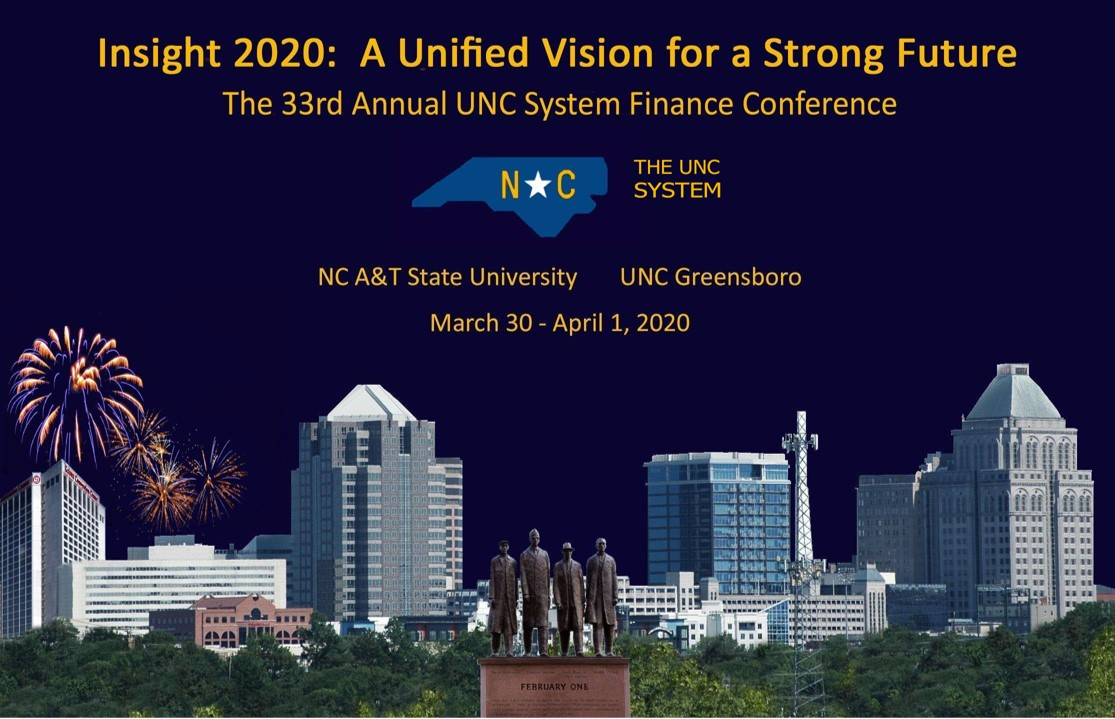 Insight 2020:  A Unified Vision for a Strong Future
The 33rd Annual UNC System Finance Conference
N★C
THE UNC
SYSTEM
NC A&T State University
UNC Greensboro
March 30 - April 1, 2020
FEBRUARY ONE